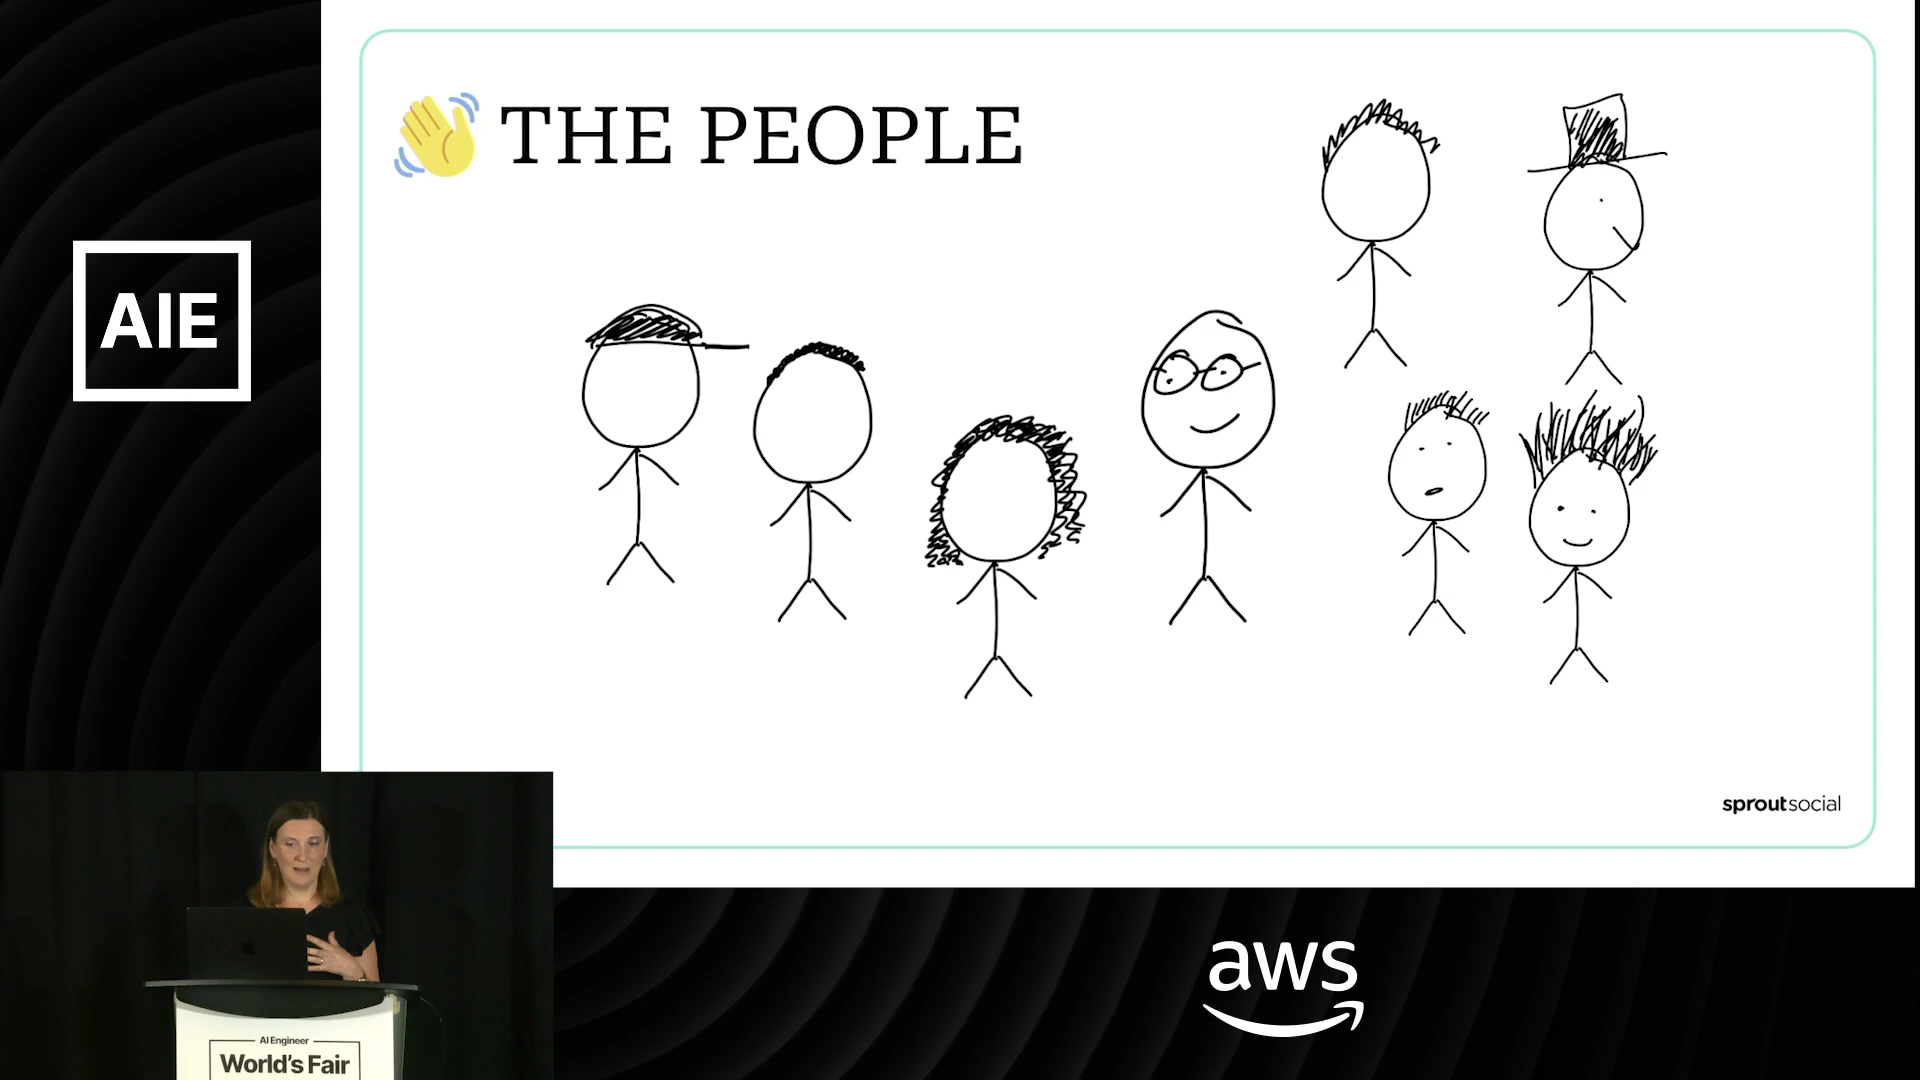 THE PEOPLE
AIE
sproutsocial
AI Engineer
World's Fair
aws